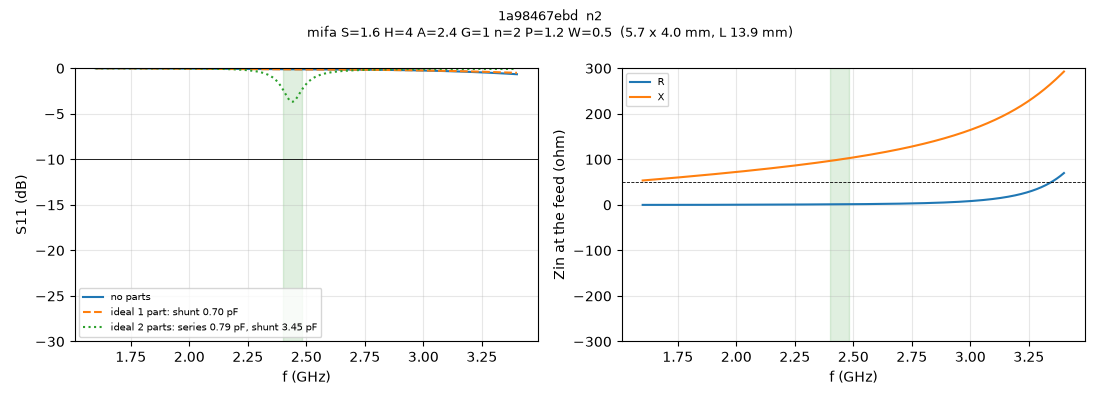 1a98467ebd n2
mifa S=1.6 H=4 A=2.4 G=1 n=2 P=1.2 W=0.5 (5.7 x 4.0 mm, L 13.9 mm)
S11 (dB)
0
−5
−10
−15
−20
−25
−30
no parts
ideal 1 part: shunt 0.70 pF
ideal 2 parts: series 0.79 pF, shunt 3.45 pF
1.75 2.00 2.25 2.50 2.75 3.00 3.25
f (GHz)
Zin at the feed (ohm)
300
200
100
0
−100
−200
−300
R
X
1.75 2.00 2.25 2.50 2.75 3.00 3.25
f (GHz)